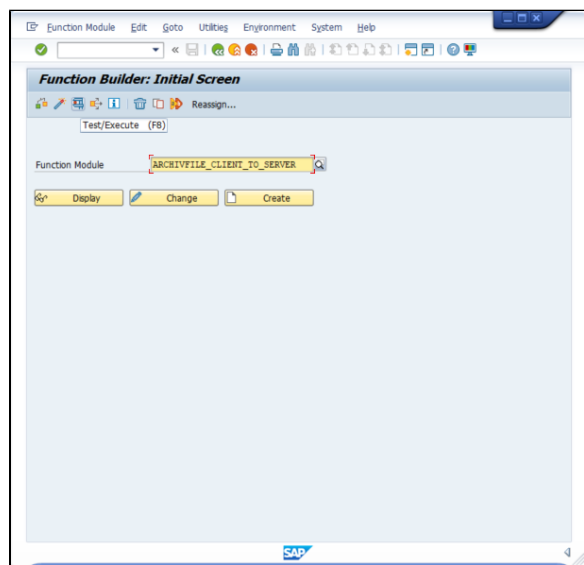 Function Module Edit Goto Utilities Environment System Help
Function Builder: Initial Screen
Reassign...
Test/Execute (F8)
Function Module ARCHIVFILE_CLIENT_TO_SERVER
Display Change Create
SAP